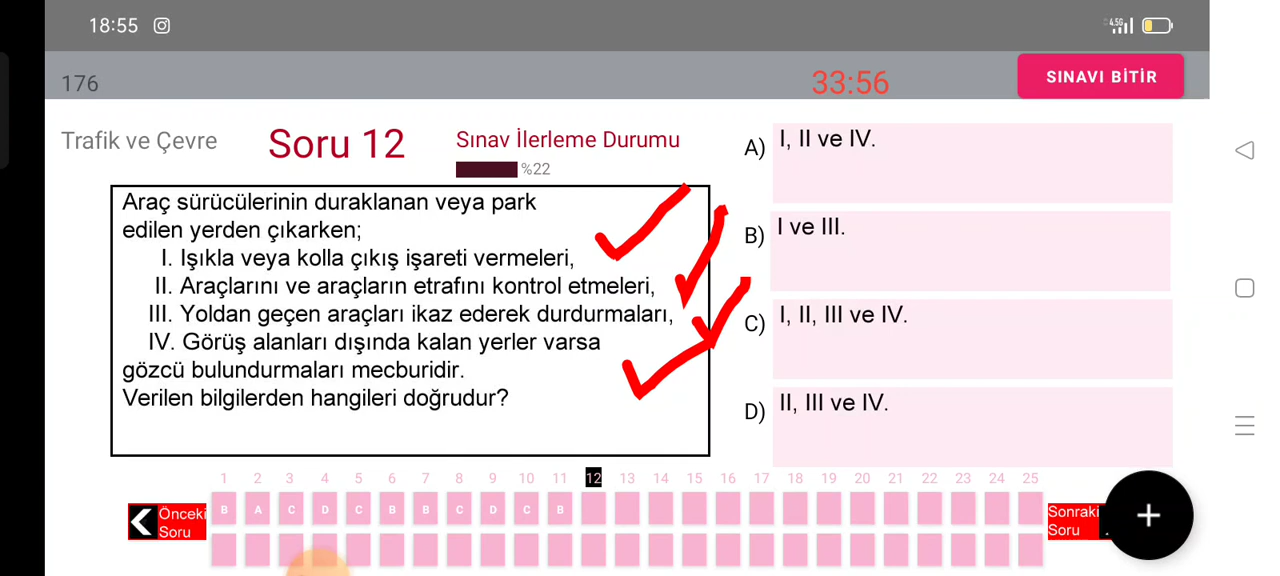 18:55
4.5G
176
33:56
SINAVI BİTİR
Trafik ve Çevre
Soru 12
Sınav İlerleme Durumu
%22
Araç sürücülerinin duraklanan veya park
edilen yerden çıkarken;
I. Işıkla veya kolla çıkış işareti vermeleri,
II. Araçlarını ve araçların etrafını kontrol etmeleri,
III. Yoldan geçen araçları ikaz ederek durdurmaları,
IV. Görüş alanları dışında kalan yerler varsa
gözcü bulundurmaları mecburidir.
Verilen bilgilerden hangileri doğrudur?
A) I, II ve IV.
B) I ve III.
C) I, II, III ve IV.
D) II, III ve IV.
1 2 3 4 5 6 7 8 9 10 11 12 13 14 15 16 17 18 19 20 21 22 23 24 25
B A C D C B B C D C B
Önceki
Soru
Sonraki
Soru
+